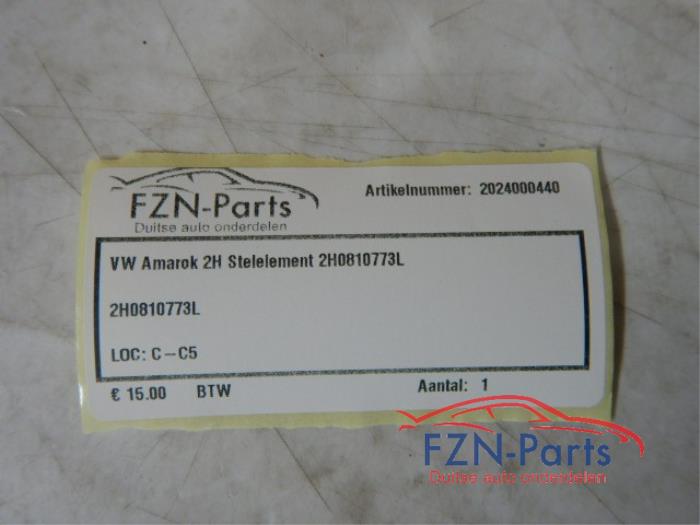 FZN-Parts
Duitse auto onderdelen
Artikelnummer: 2024000440
VW Amarok 2H Stelelement 2H0810773L
2H0810773L
LOC: C-C5
€ 15.00 BTW Aantal: 1
FZN-Parts
Duitse auto onderdelen